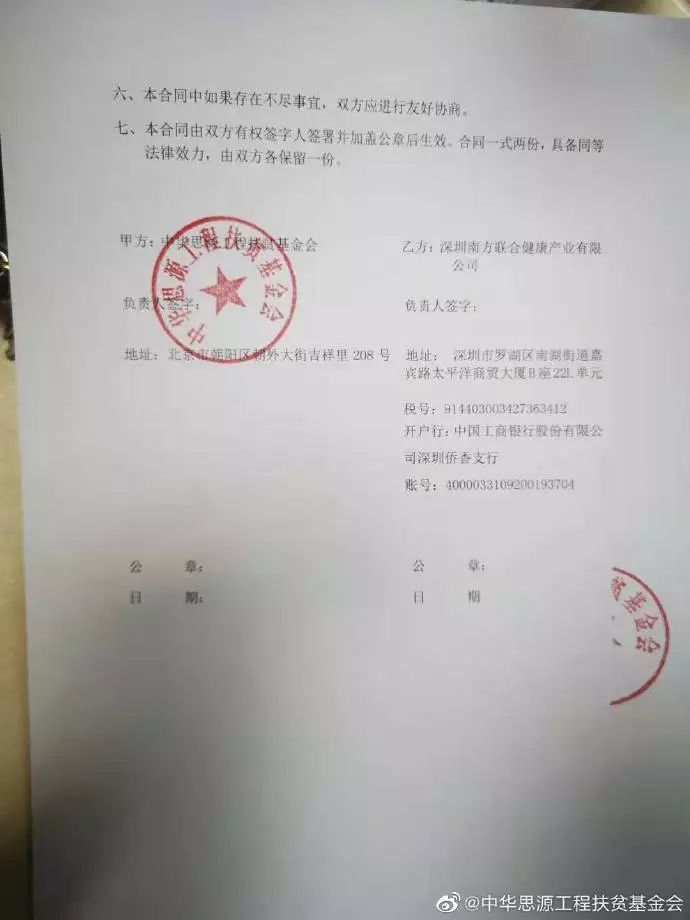 六、本合同中如果存在不尽事宜，双方应进行友好协商。
七、本合同由双方有权签字人签署并加盖公章后生效。合同一式两份，具备同等
法律效力，由双方各保留一份。
甲方：中华思源工程扶贫基金会
负责人签字：
地址：北京市朝阳区朝外大街吉祥里 208 号
中华思源工程扶贫基金会
公　　章：
日　　期：
乙方：深圳南方联合健康产业有限
公司
负责人签字：
地址： 深圳市罗湖区南湖街道嘉
宾路太平洋商贸大厦B座22L单元
税号：914403003427363412
开户行：中国工商银行股份有限公
司深圳侨香支行
账号：4000033109200193704
公　　章：
日　　期
贫基金会
@中华思源工程扶贫基金会